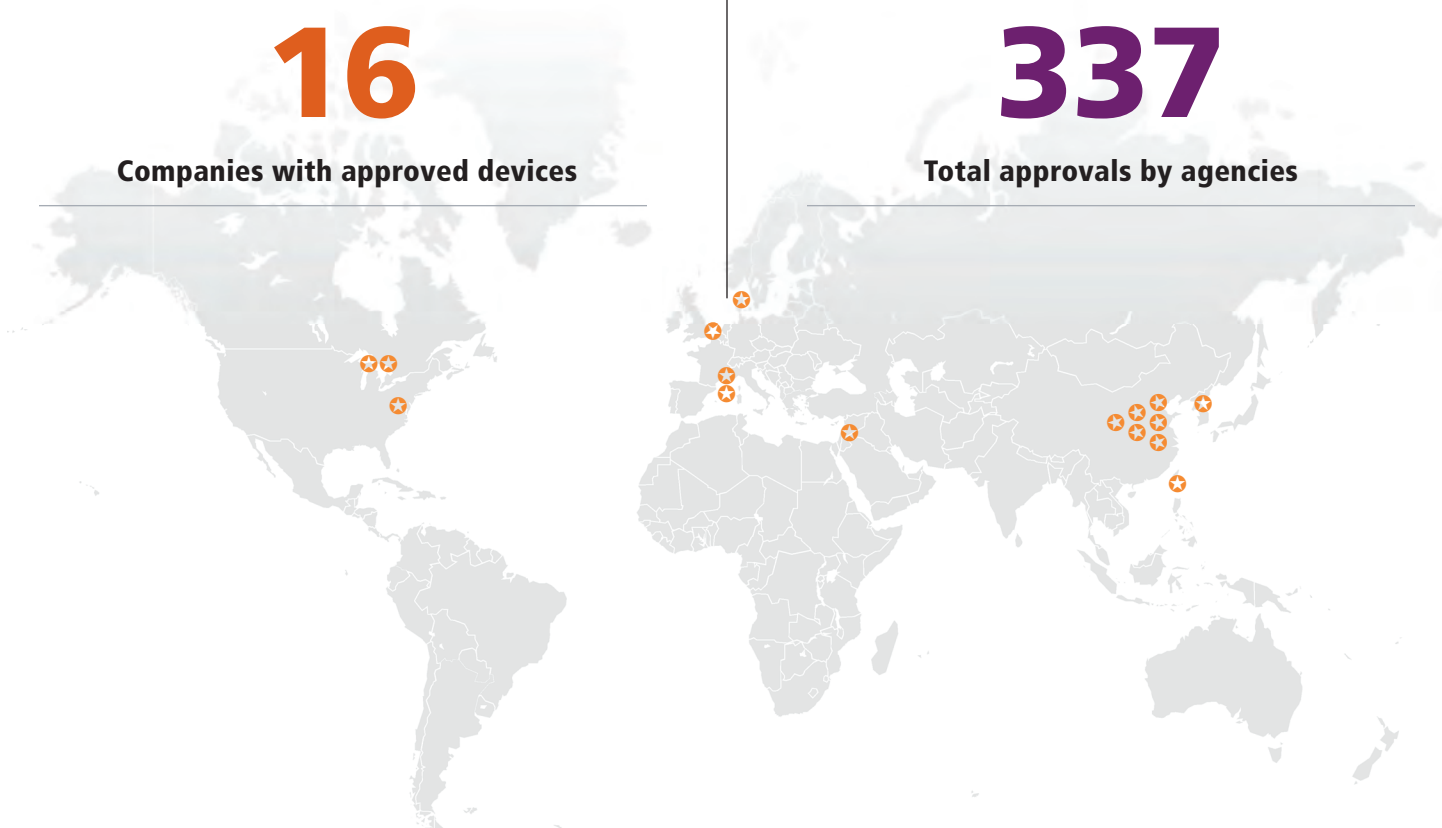 16
Companies with approved devices
337
Total approvals by agencies